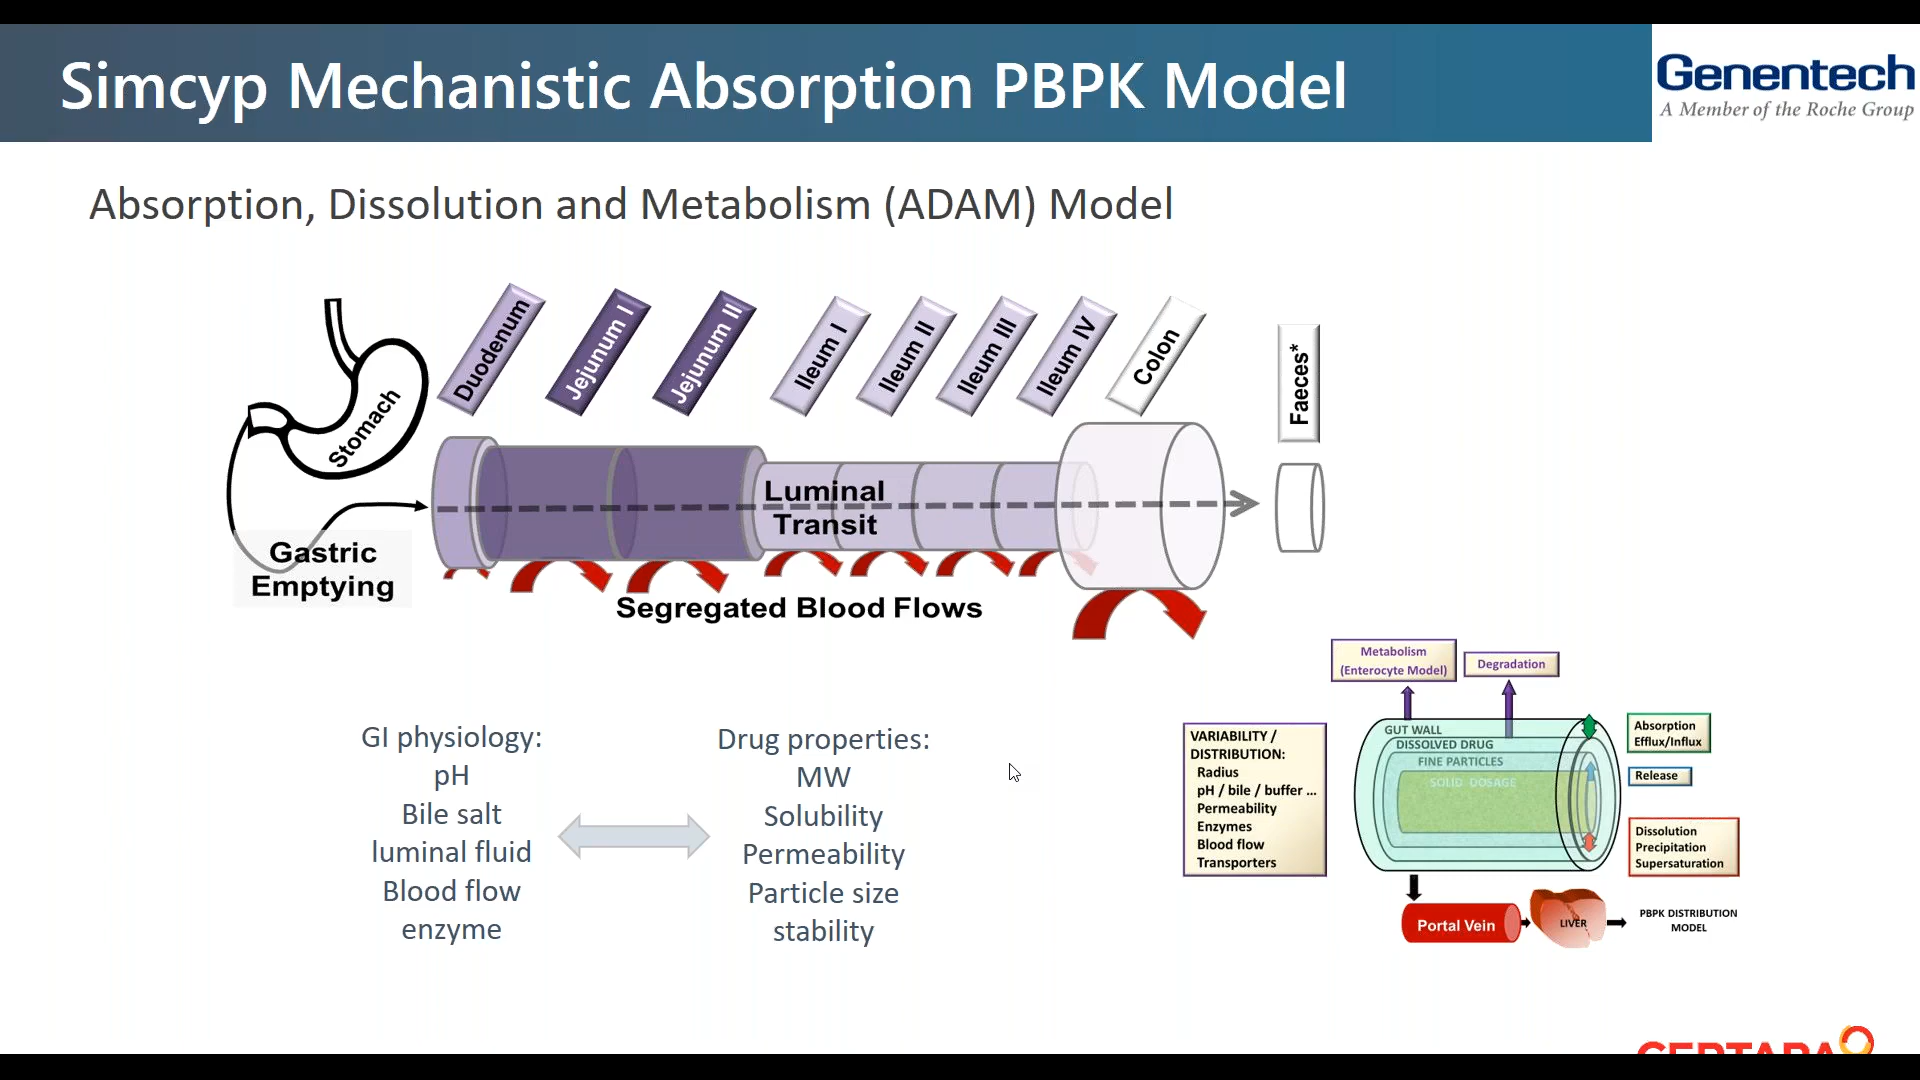 Simcyp Mechanistic Absorption PBPK Model
Genentech
A Member of the Roche Group
Absorption, Dissolution and Metabolism (ADAM) Model
Stomach
Duodenum
Jejunum I
Jejunum II
Ileum I
Ileum II
Ileum III
Ileum IV
Colon
Faeces*
Luminal
Transit
Gastric
Emptying
Segregated Blood Flows
GI physiology:
pH
Bile salt
luminal fluid
Blood flow
enzyme
Drug properties:
MW
Solubility
Permeability
Particle size
stability
Metabolism
(Enterocyte Model)
Degradation
VARIABILITY /
DISTRIBUTION:
Radius
pH / bile / buffer ...
Permeability
Enzymes
Blood flow
Transporters
GUT WALL
DISSOLVED DRUG
FINE PARTICLES
SOLID DOSAGE
Absorption
Efflux/Influx
Release
Dissolution
Precipitation
Supersaturation
Portal Vein
LIVER
PBPK DISTRIBUTION
MODEL
CERTARA